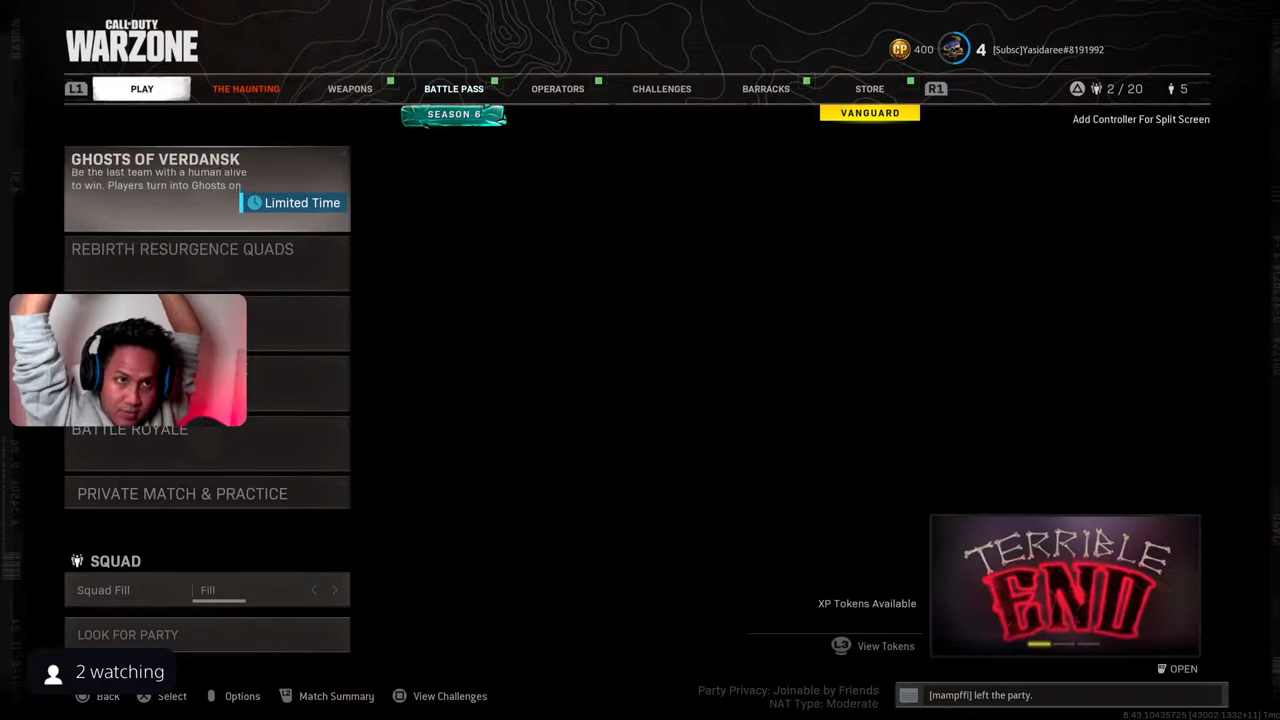 CALL OF DUTY
WARZONE
CP 400 4 [Subsc]Yasidaree#8191992
L1 PLAY THE HAUNTING WEAPONS BATTLE PASS OPERATORS CHALLENGES BARRACKS STORE R1 2 / 20 5
SEASON 6 VANGUARD
Add Controller For Split Screen
GHOSTS OF VERDANSK
Be the last team with a human alive
to win. Players turn into Ghosts on
Limited Time
REBIRTH RESURGENCE QUADS
BATTLE ROYALE
PRIVATE MATCH & PRACTICE
SQUAD
Squad Fill Fill
LOOK FOR PARTY
2 watching
Back Select Options Match Summary View Challenges
TERRIBLE
END
XP Tokens Available
L3 View Tokens
OPEN
Party Privacy: Joinable by Friends
NAT Type: Moderate
[mampffi] left the party.